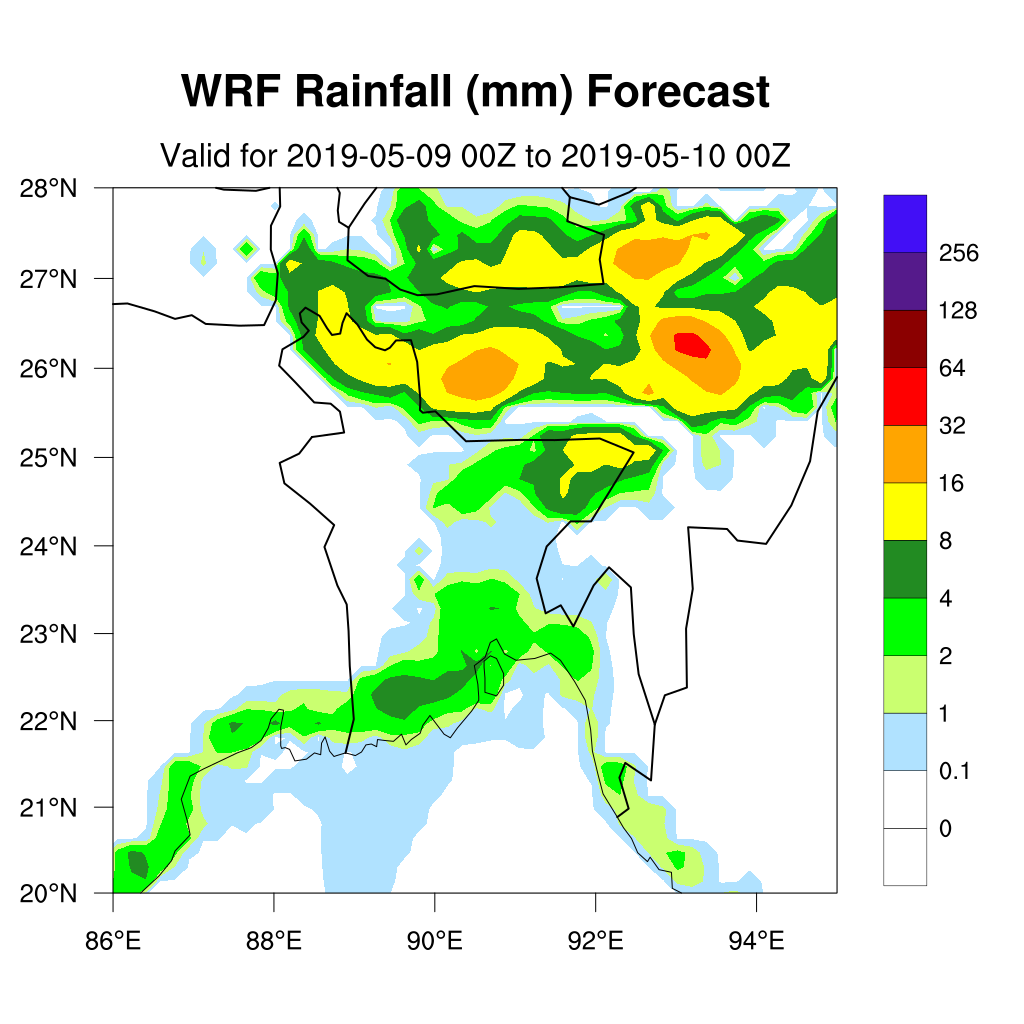 WRF Rainfall (mm) Forecast
Valid for 2019-05-09 00Z to 2019-05-10 00Z
28°N
27°N
26°N
25°N
24°N
23°N
22°N
21°N
20°N
86°E 88°E 90°E 92°E 94°E
256
128
64
32
16
8
4
2
1
0.1
0